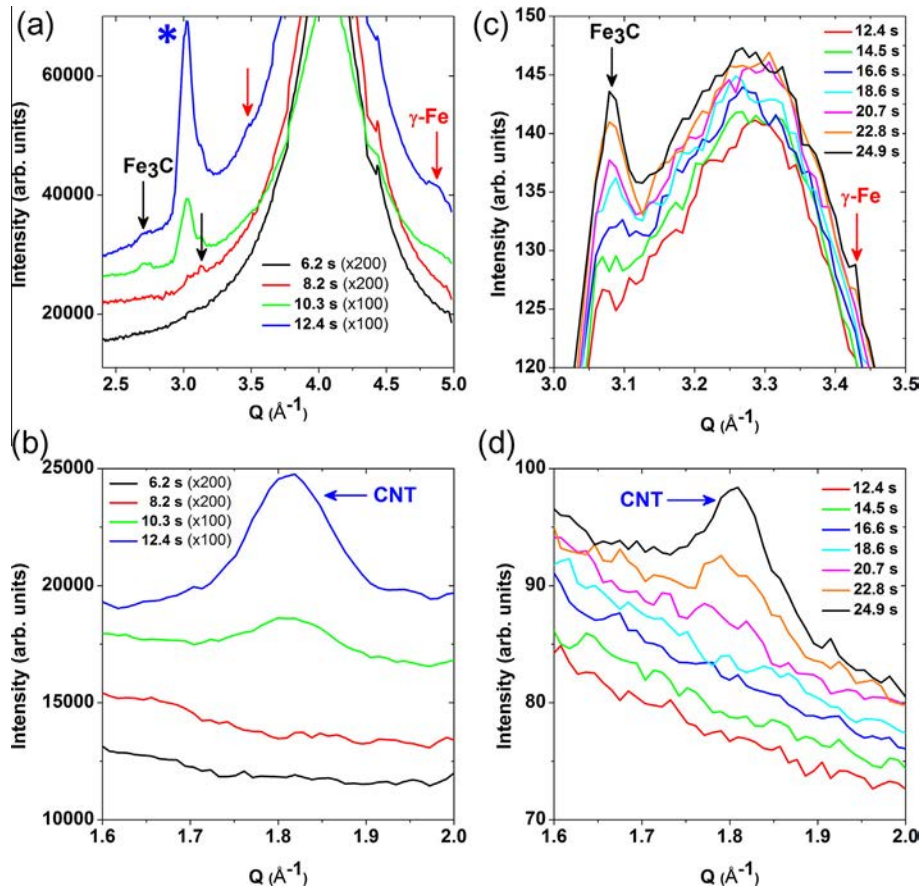 (a)
Intensity (arb. units)
60000
40000
20000
*
Fe3C
γ-Fe
6.2 s (x200)
8.2 s (x200)
10.3 s (x100)
12.4 s (x100)
2.5 3.0 3.5 4.0 4.5 5.0
Q (Å-1)
(c)
Intensity (arb. units)
150
145
140
135
130
125
120
Fe3C
γ-Fe
12.4 s
14.5 s
16.6 s
18.6 s
20.7 s
22.8 s
24.9 s
3.0 3.1 3.2 3.3 3.4 3.5
Q (Å-1)
(b)
Intensity (arb. units)
25000
20000
15000
10000
6.2 s (x200)
8.2 s (x200)
10.3 s (x100)
12.4 s (x100)
CNT
1.6 1.7 1.8 1.9 2.0
Q (Å-1)
(d)
Intensity (arb. units)
100
90
80
70
CNT
12.4 s
14.5 s
16.6 s
18.6 s
20.7 s
22.8 s
24.9 s
1.6 1.7 1.8 1.9 2.0
Q (Å-1)